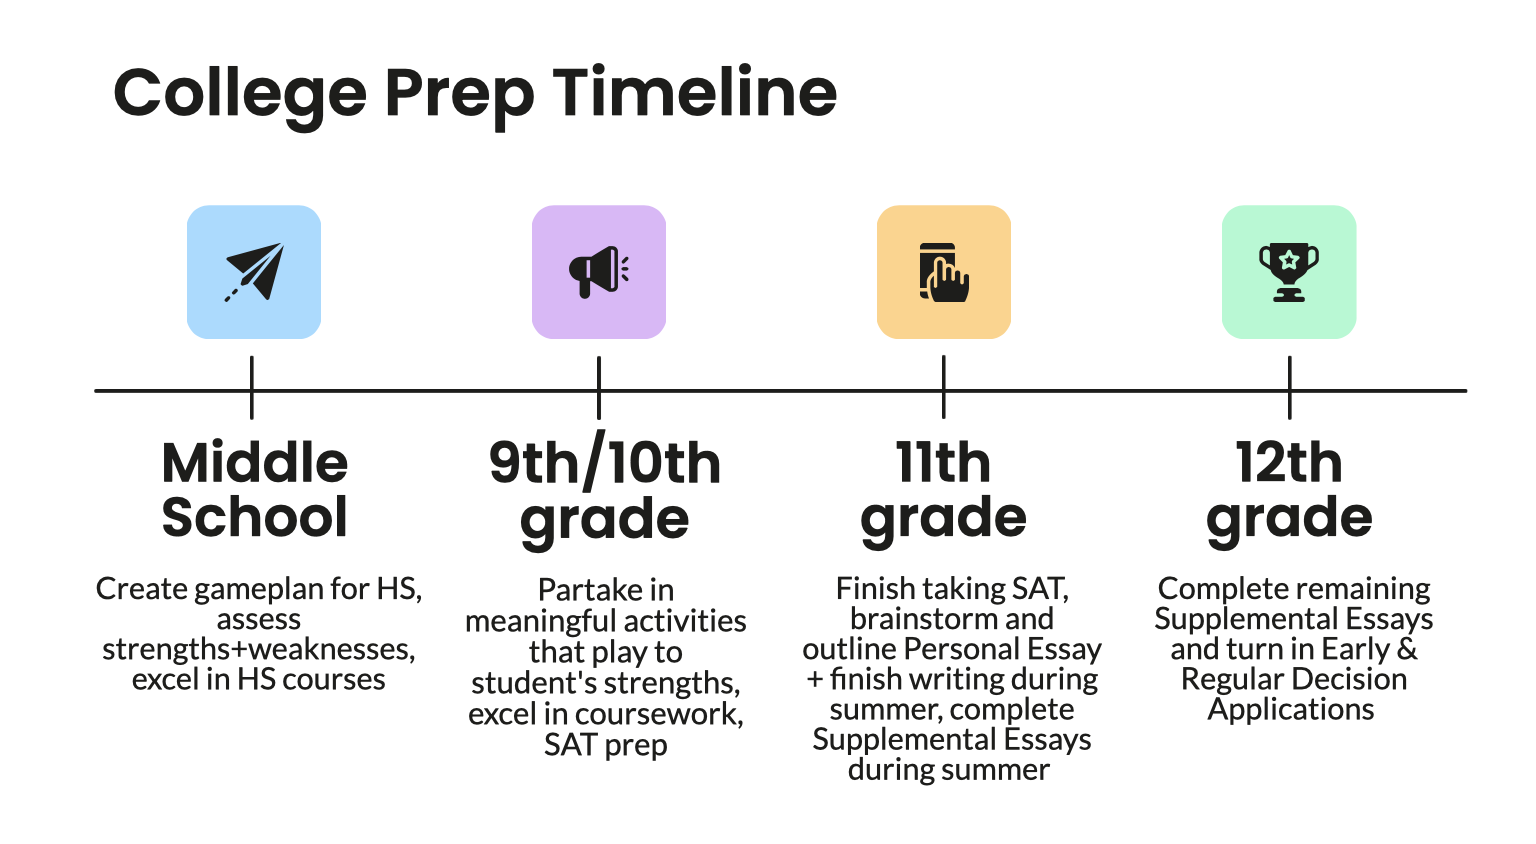 College Prep Timeline
Middle
School
Create gameplan for HS,
assess
strengths+weaknesses,
excel in HS courses
9th/10th
grade
Partake in
meaningful activities
that play to
student's strengths,
excel in coursework,
SAT prep
11th
grade
Finish taking SAT,
brainstorm and
outline Personal Essay
+ finish writing during
summer, complete
Supplemental Essays
during summer
12th
grade
Complete remaining
Supplemental Essays
and turn in Early &
Regular Decision
Applications